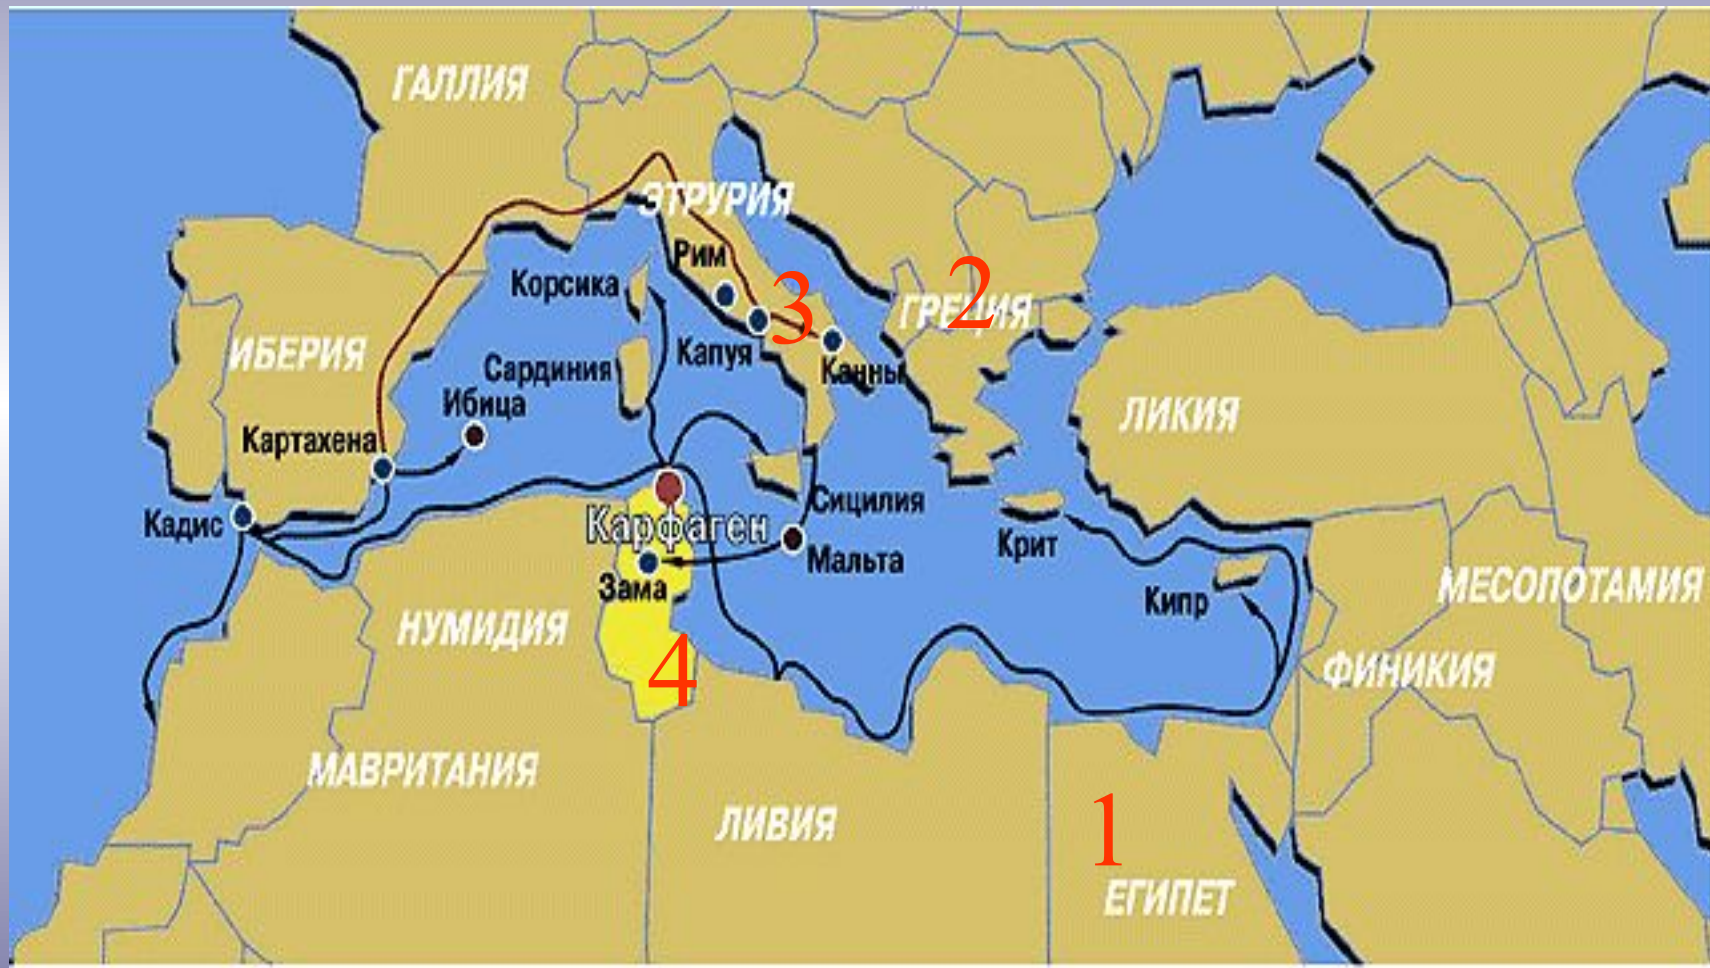 ГАЛЛИЯ
ЭТРУРИЯ
Рим
Корсика
3
2
ГРЕЦИЯ
ИБЕРИЯ
Сардиния
Капуя
Канны
Ибица
ЛИКИЯ
Картахена
Кадис
Карфаген
Сицилия
Мальта
Крит
Зама
Кипр
МЕСОПОТАМИЯ
НУМИДИЯ
4
ФИНИКИЯ
МАВРИТАНИЯ
ЛИВИЯ
1
ЕГИПЕТ